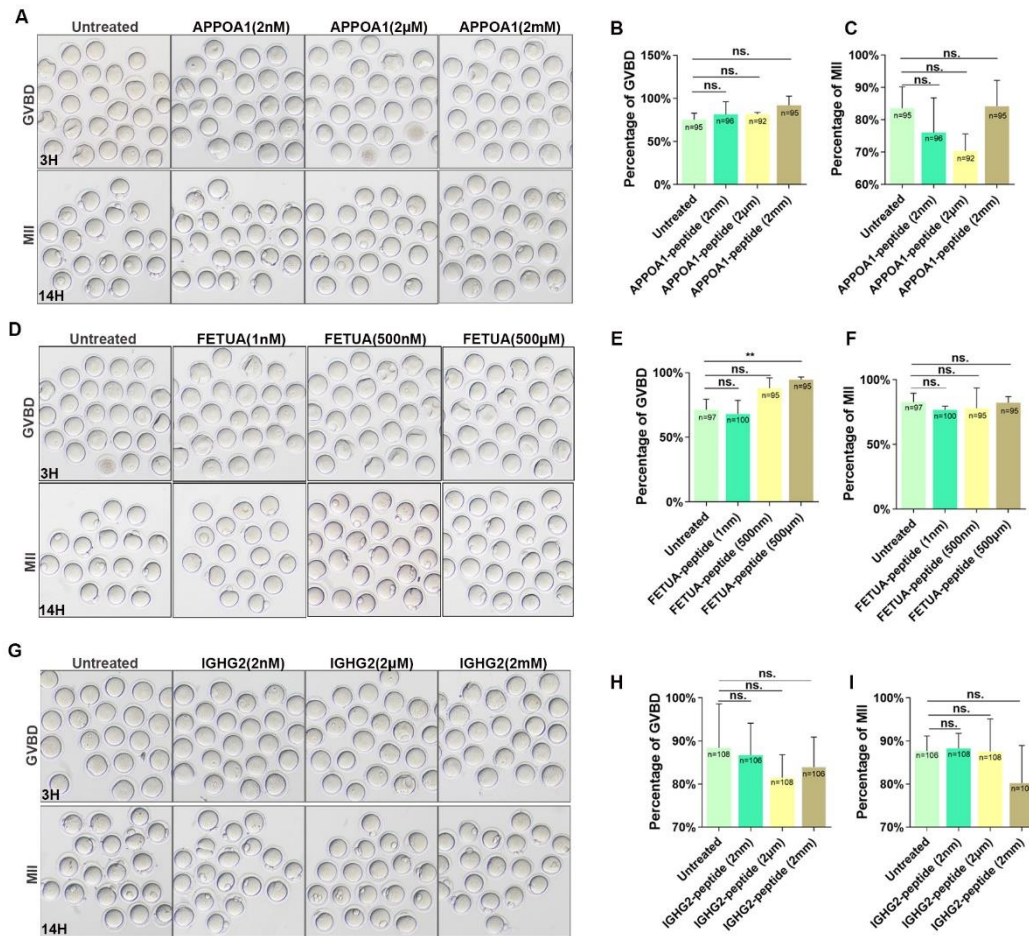 A
Untreated APPOA1(2nM) APPOA1(2μM) APPOA1(2mM)
GVBD
3H
MII
14H
B
Percentage of GVBD
150%
100%
50%
0%
ns.
ns.
ns.
n=95 n=96 n=92 n=95
Untreated
APPOA1-peptide (2nm)
APPOA1-peptide (2μm)
APPOA1-peptide (2mm)
C
Percentage of MII
100%
90%
80%
70%
60%
ns.
ns.
ns.
n=95 n=96 n=92 n=95
Untreated
APPOA1-peptide (2nm)
APPOA1-peptide (2μm)
APPOA1-peptide (2mm)
D
Untreated FETUA(1nM) FETUA(500nM) FETUA(500μM)
GVBD
3H
MII
14H
E
Percentage of GVBD
100%
50%
0%
**
ns.
ns.
n=97 n=100 n=95 n=95
Untreated
FETUA-peptide (1nm)
FETUA-peptide (500nm)
FETUA-peptide (500μm)
F
Percentage of MII
100%
50%
0%
ns.
ns.
ns.
n=97 n=100 n=95 n=95
Untreated
FETUA-peptide (1nm)
FETUA-peptide (500nm)
FETUA-peptide (500μm)
G
Untreated IGHG2(2nM) IGHG2(2μM) IGHG2(2mM)
GVBD
3H
MII
14H
H
Percentage of GVBD
100%
90%
80%
70%
ns.
ns.
ns.
n=108 n=106 n=108 n=106
Untreated
IGHG2-peptide (2nm)
IGHG2-peptide (2μm)
IGHG2-peptide (2mm)
I
Percentage of MII
100%
90%
80%
70%
ns.
ns.
ns.
n=106 n=108 n=108
Untreated
IGHG2-peptide (2nm)
IGHG2-peptide (2μm)
IGHG2-peptide (2mm)